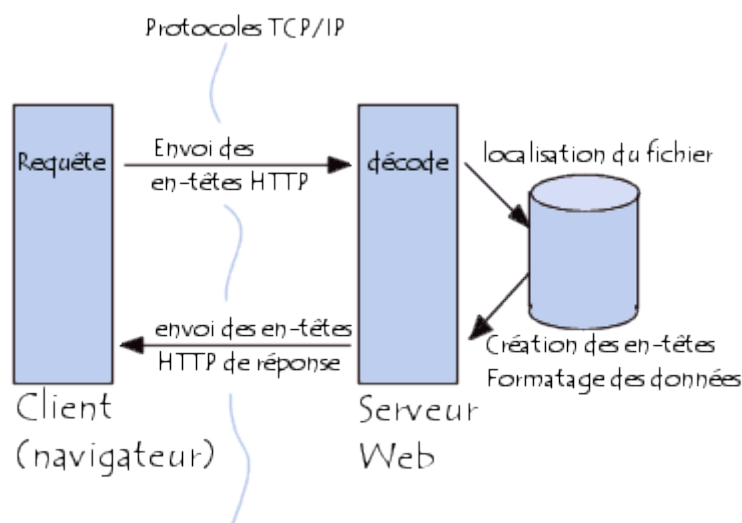 Protocoles TCP/IP
Requête
Envoi des
en-têtes HTTP
décode
localisation du fichier
envoi des en-têtes
HTTP de réponse
Création des en-têtes
Formatage des données
Client
(navigateur)
Serveur
Web